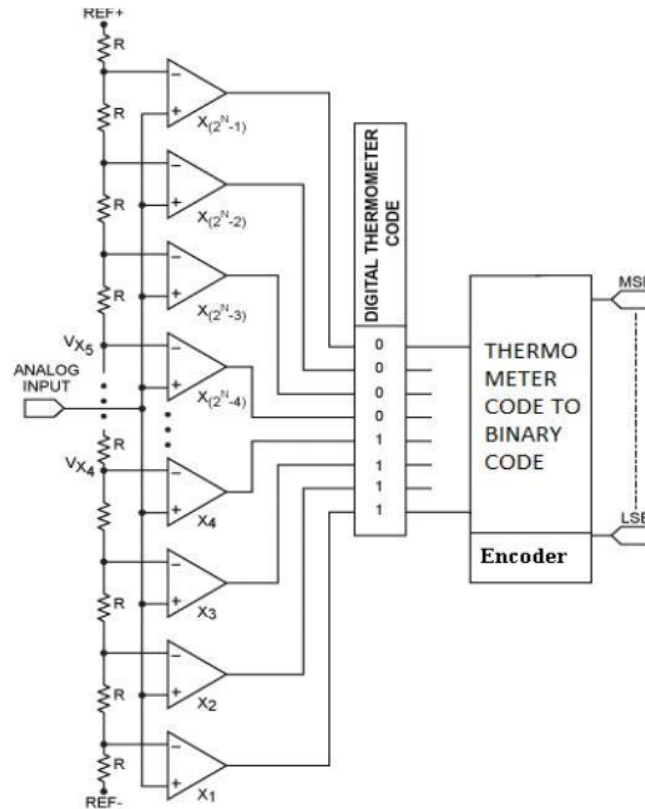 REF+
R
X(2^N-1)
R
X(2^N-2)
R
X(2^N-3)
R
VX5
ANALOG
INPUT
X(2^N-4)
R
VX4
X4
X3
R
X2
R
X1
R
REF-
DIGITAL THERMOMETER
CODE
0
0
0
0
1
1
1
1
THERMO
METER
CODE TO
BINARY
CODE
Encoder